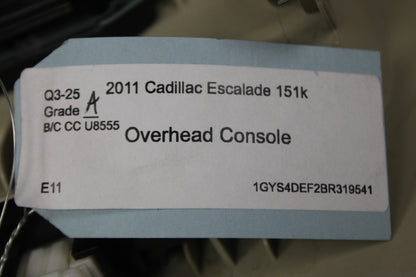 Q3-25 2011 Cadillac Escalade 151k
Grade A
B/C CC U8555
Overhead Console
E11 1GYS4DEF2BR319541